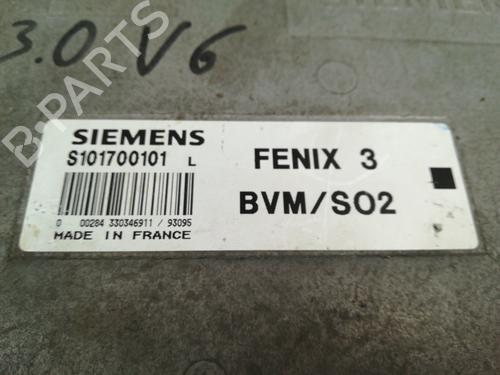 3.0 V6
SIEMENS
S101700101 L
FENIX 3
BVM/SO2
0 00284 330346911 / 93095
MADE IN FRANCE
B-PARTS